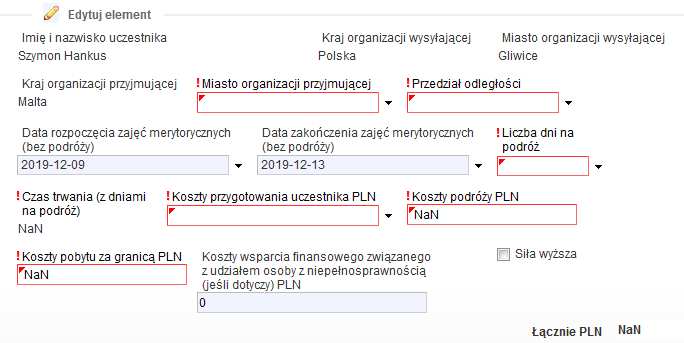 Edytuj element
Imię i nazwisko uczestnika
Szymon Hankus
Kraj organizacji wysyłającej
Polska
Miasto organizacji wysyłającej
Gliwice
Kraj organizacji przyjmującej
Malta
! Miasto organizacji przyjmującej
! Przedział odległości
Data rozpoczęcia zajęć merytorycznych
(bez podróży)
2019-12-09
Data zakończenia zajęć merytorycznych
(bez podróży)
2019-12-13
! Liczba dni na
podróż
! Czas trwania (z dniami
na podróż)
NaN
! Koszty przygotowania uczestnika PLN
! Koszty podróży PLN
NaN
! Koszty pobytu za granicą PLN
NaN
Koszty wsparcia finansowego związanego
z udziałem osoby z niepełnosprawnością
(jeśli dotyczy) PLN
0
Siła wyższa
Łącznie PLN NaN